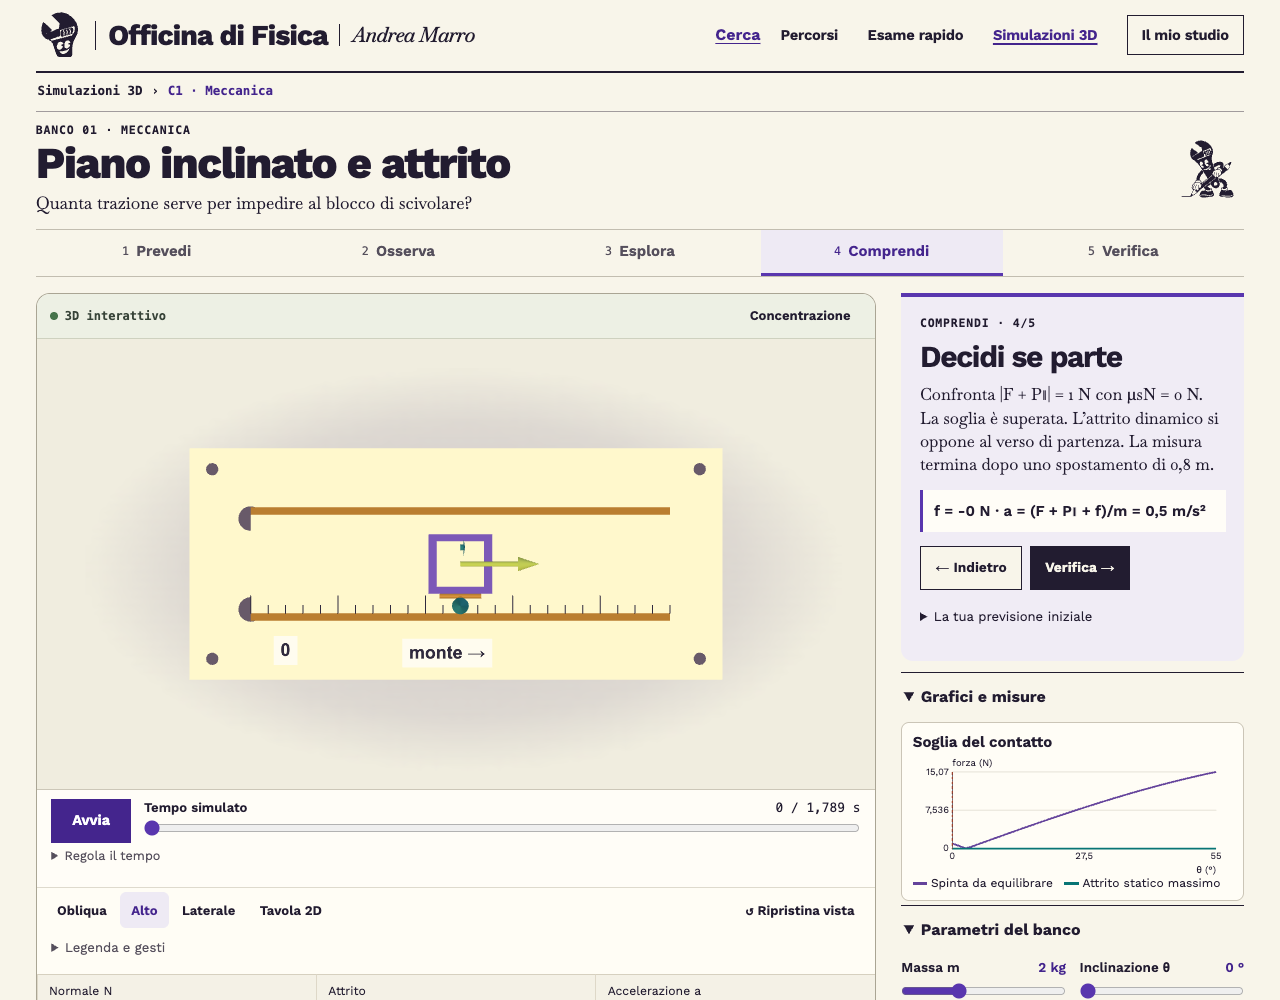 Officina di Fisica
Andrea Marro
Cerca
Percorsi
Esame rapido
Simulazioni 3D
Il mio studio
Simulazioni 3D › C1 · Meccanica
BANCO 01 · MECCANICA
Piano inclinato e attrito
Quanta trazione serve per impedire al blocco di scivolare?
1 Prevedi
2 Osserva
3 Esplora
4 Comprendi
5 Verifica
3D interattivo
Concentrazione
0
monte →
Avvia
Tempo simulato
0 / 1,789 s
▶ Regola il tempo
Obliqua
Alto
Laterale
Tavola 2D
↺ Ripristina vista
▶ Legenda e gesti
Normale N
Attrito
Accelerazione a
COMPRENDI · 4/5
Decidi se parte
Confronta |F + P∥| = 1 N con μsN = 0 N.
La soglia è superata. L’attrito dinamico si
oppone al verso di partenza. La misura
termina dopo uno spostamento di 0,8 m.
f = -0 N · a = (F + P∥ + f)/m = 0,5 m/s²
← Indietro
Verifica →
▶ La tua previsione iniziale
▼ Grafici e misure
Soglia del contatto
forza (N)
15,07
7,536
0
0
27,5
55
θ (°)
Spinta da equilibrare
Attrito statico massimo
▼ Parametri del banco
Massa m
2 kg
Inclinazione θ
0 °